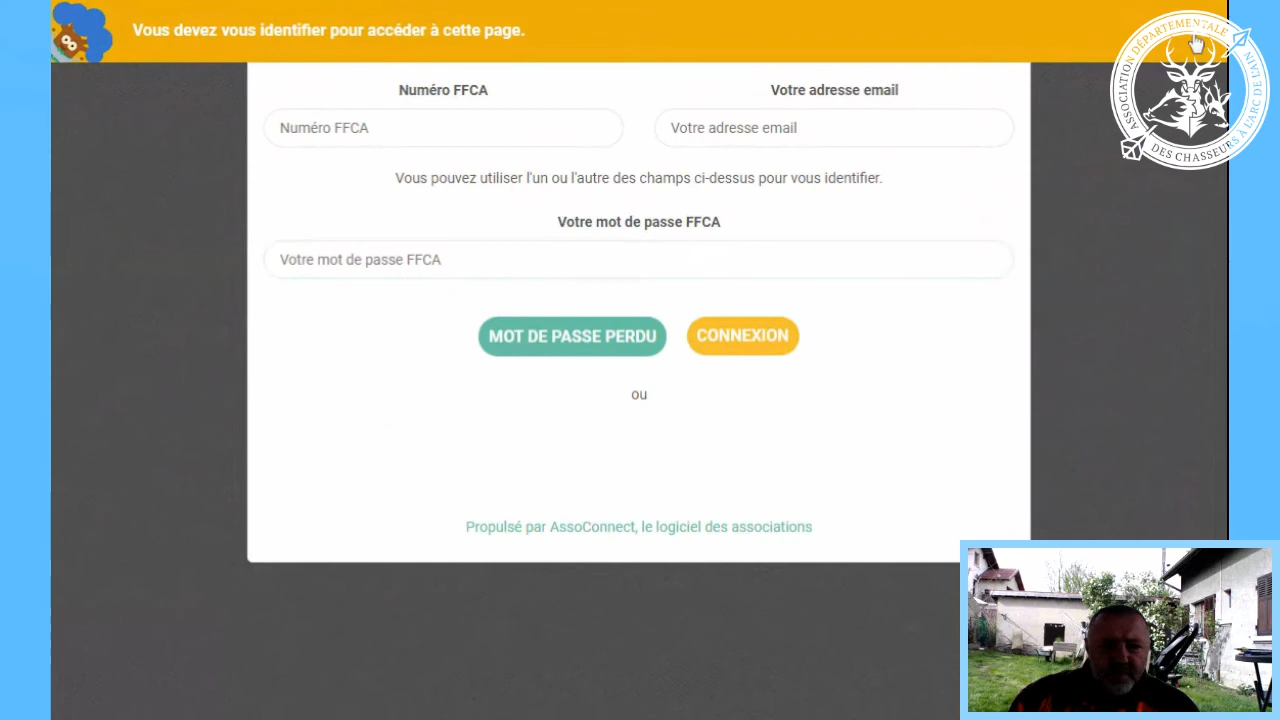 Vous devez vous identifier pour accéder à cette page.
Numéro FFCA
Votre adresse email
Numéro FFCA
Votre adresse email
Vous pouvez utiliser l'un ou l'autre des champs ci-dessus pour vous identifier.
Votre mot de passe FFCA
Votre mot de passe FFCA
MOT DE PASSE PERDU
CONNEXION
ou
Propulsé par AssoConnect, le logiciel des associations
ASSOCIATION DÉPARTEMENTALE
DES CHASSEURS À L'ARC DE L'AIN